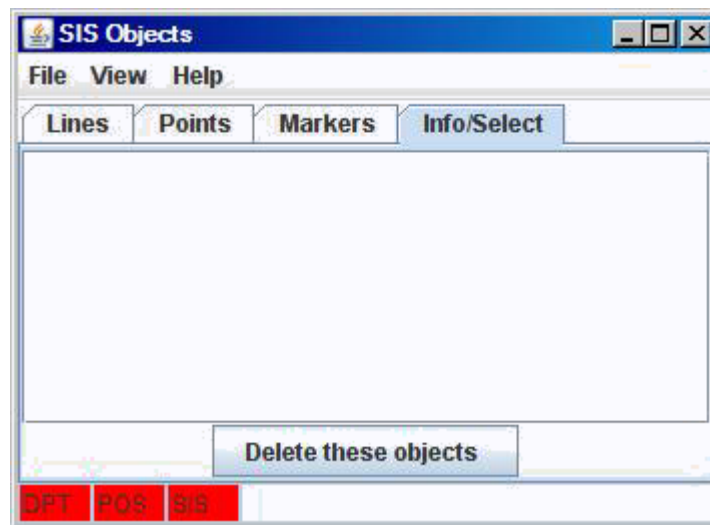 SIS Objects
File View Help
Lines Points Markers Info/Select
Delete these objects
DPT POS SIS